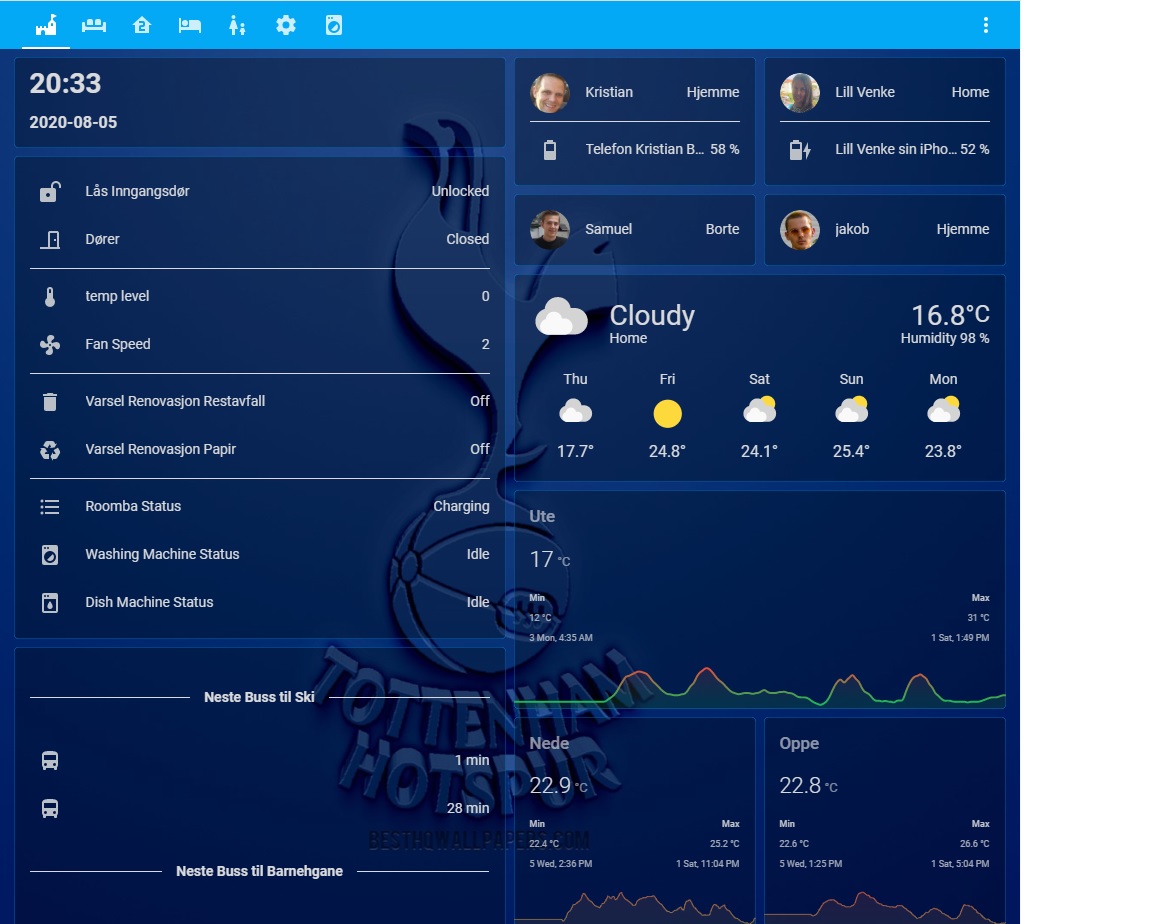 2
20:33
2020-08-05
Lås Inngangsdør Unlocked
Dører Closed
temp level 0
Fan Speed 2
Varsel Renovasjon Restavfall Off
Varsel Renovasjon Papir Off
Roomba Status Charging
Washing Machine Status Idle
Dish Machine Status Idle
Neste Buss til Ski
1 min
28 min
Neste Buss til Barnehgane
Kristian Hjemme
Telefon Kristian B... 58 %
Lill Venke Home
Lill Venke sin iPho... 52 %
Samuel Borte
jakob Hjemme
Cloudy 16.8°C
Home Humidity 98 %
Thu Fri Sat Sun Mon
17.7° 24.8° 24.1° 25.4° 23.8°
Ute
17 °C
Min Max
12 °C 31 °C
3 Mon, 4:35 AM 1 Sat, 1:49 PM
Nede
22.9 °C
Min Max
22.4 °C 25.2 °C
5 Wed, 2:36 PM 1 Sat, 11:04 PM
Oppe
22.8 °C
Min Max
22.6 °C 26.6 °C
5 Wed, 1:25 PM 1 Sat, 5:04 PM
TOTTENHAM
HOTSPUR
BESTHQWALLPAPERS.COM